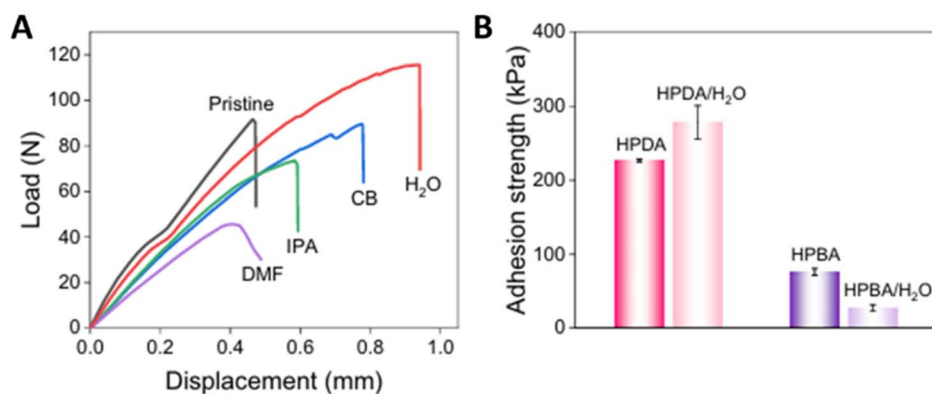 A
Load (N)
120
100
80
60
40
20
0
Pristine
H₂O
CB
IPA
DMF
0.0 0.2 0.4 0.6 0.8 1.0
Displacement (mm)
B
Adhesion strength (kPa)
400
300
200
100
0
HPDA
HPDA/H₂O
HPBA
HPBA/H₂O